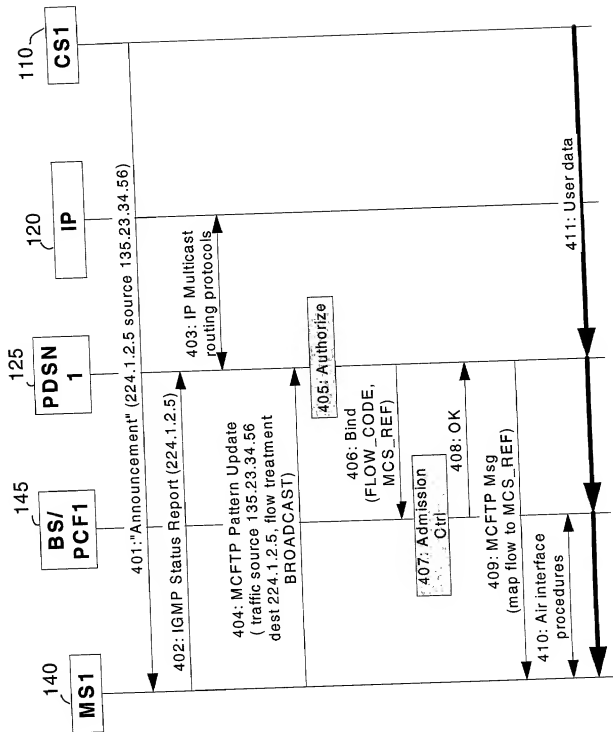 140
MS1
145
BS/
PCF1
125
PDSN
1
120
IP
110
CS1
401:"Announcement" (224.1.2.5 source 135.23.34.56)
402: IGMP Status Report (224.1.2.5)
403: IP Multicast
routing protocols
404: MCFTP Pattern Update
( traffic source 135.23.34.56
dest 224.1.2.5, flow treatment
BROADCAST)
405: Authorize
406: Bind
(FLOW_CODE,
MCS_REF)
407: Admission
Ctrl
408: OK
409: MCFTP Msg
(map flow to MCS_REF)
410: Air interface
procedures
411: User data